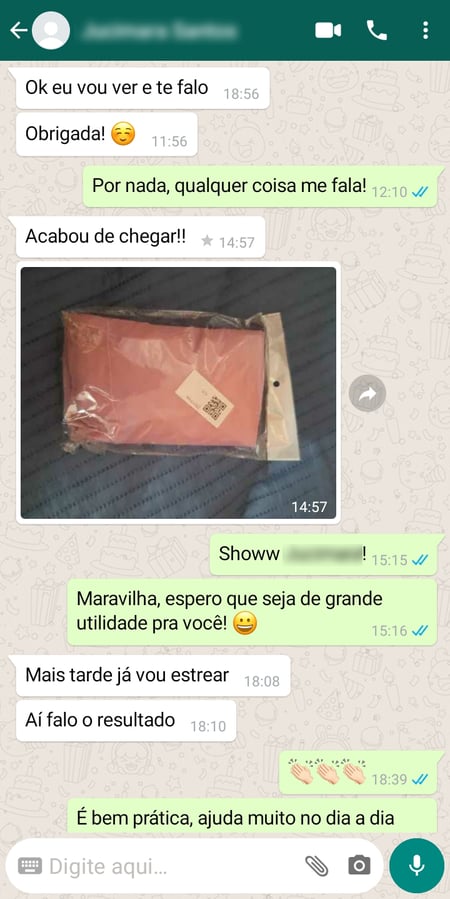 Ok eu vou ver e te falo 18:56
Obrigada! ☺️ 11:56
Por nada, qualquer coisa me fala! 12:10
Acabou de chegar!! 14:57
14:57
Showw ! 15:15
Maravilha, espero que seja de grande
utilidade pra você! 😀 15:16
Mais tarde já vou estrear 18:08
Aí falo o resultado 18:10
👏🏻👏🏻👏🏻 18:39
É bem prática, ajuda muito no dia a dia
Digite aqui...